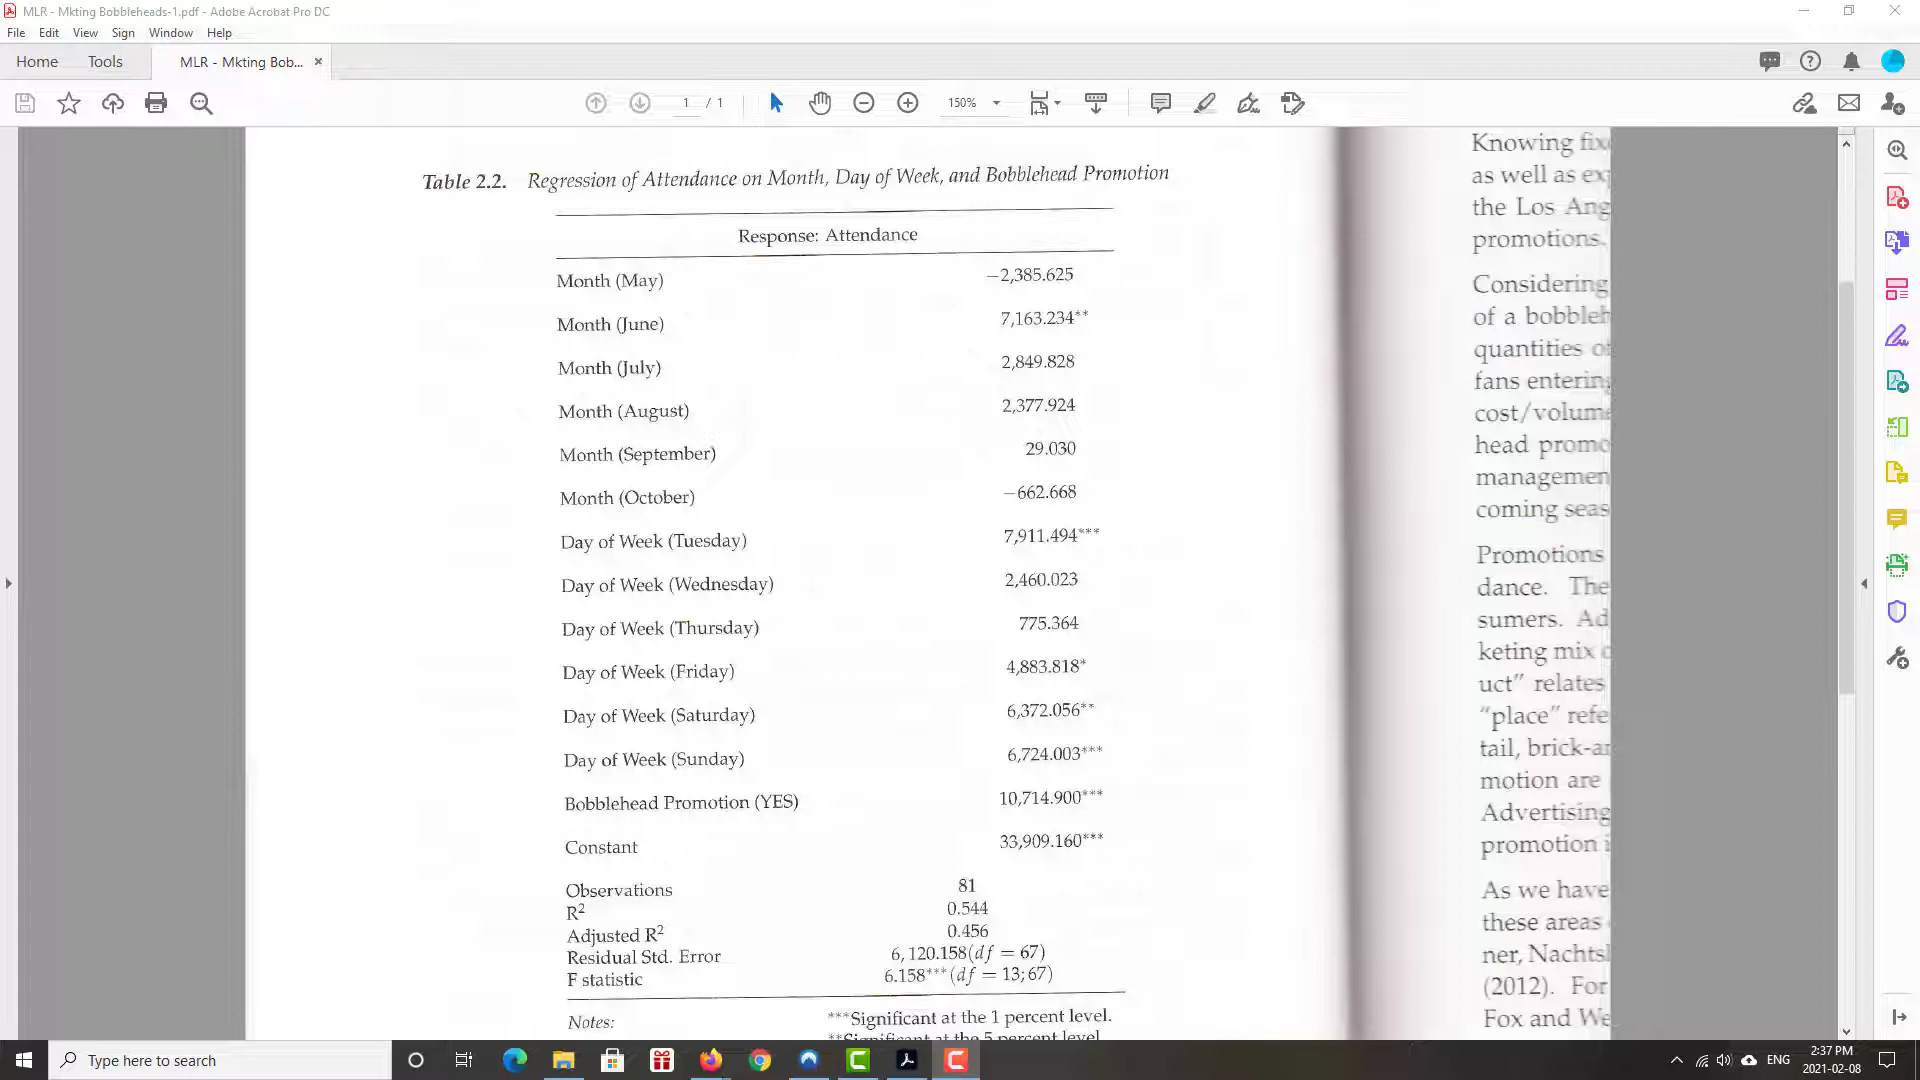 MLR - Mkting Bobbleheads-1.pdf - Adobe Acrobat Pro DC
File Edit View Sign Window Help
Home Tools MLR - Mkting Bob... ×
1 / 1 150%
Table 2.2. Regression of Attendance on Month, Day of Week, and Bobblehead Promotion
Response: Attendance
Month (May) −2,385.625
Month (June) 7,163.234**
Month (July) 2,849.828
Month (August) 2,377.924
Month (September) 29.030
Month (October) −662.668
Day of Week (Tuesday) 7,911.494***
Day of Week (Wednesday) 2,460.023
Day of Week (Thursday) 775.364
Day of Week (Friday) 4,883.818*
Day of Week (Saturday) 6,372.056**
Day of Week (Sunday) 6,724.003***
Bobblehead Promotion (YES) 10,714.900***
Constant 33,909.160***
Observations 81
R² 0.544
Adjusted R² 0.456
Residual Std. Error 6,120.158(df = 67)
F statistic 6.158***(df = 13;67)
Notes: ***Significant at the 1 percent level.
**Significant at the 5 percent level
Knowing
as well as
the Los Ang
promotions.
Considering
of a
quantities
fans entering
cost/volume
head promo
managemen
coming seas
Promotions
dance. The
sumers. Ad
keting mix
uct” relates
“place” refe
tail,
motion are
Advertising
promotion
As we have
these areas
ner, Nachtsl
(2012). For
Fox and We
Type here to search
ENG
2:37 PM
2021-02-08